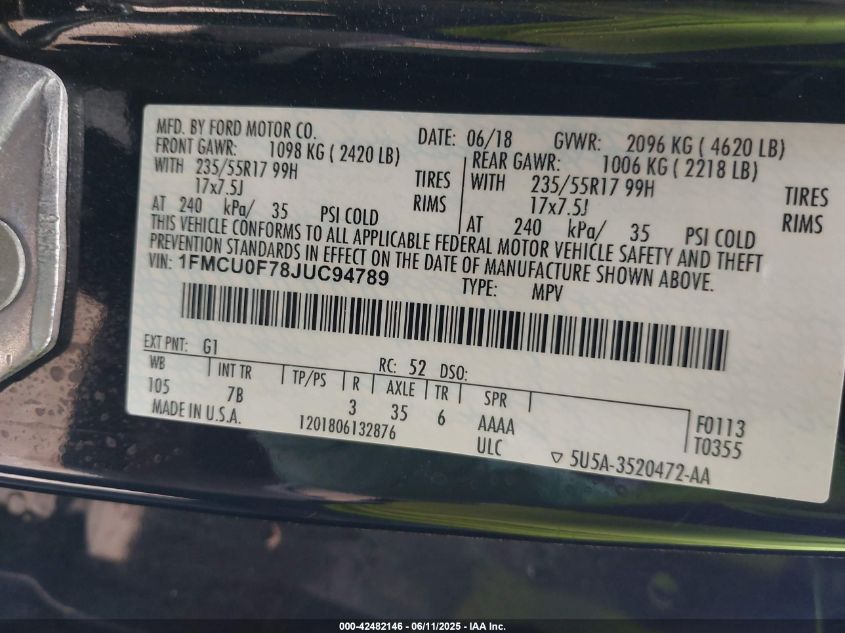 MFD. BY FORD MOTOR CO.
DATE: 06/18 GVWR: 2096 KG ( 4620 LB)
FRONT GAWR: 1098 KG ( 2420 LB)
WITH 235/55R17 99H TIRES
17x7.5J RIMS
AT 240 kPa/ 35 PSI COLD
REAR GAWR: 1006 KG ( 2218 LB)
WITH 235/55R17 99H TIRES
17x7.5J RIMS
AT 240 kPa/ 35 PSI COLD
THIS VEHICLE CONFORMS TO ALL APPLICABLE FEDERAL MOTOR VEHICLE SAFETY AND THEFT
PREVENTION STANDARDS IN EFFECT ON THE DATE OF MANUFACTURE SHOWN ABOVE.
VIN: 1FMCU0F78JUC94789
TYPE: MPV
EXT PNT: G1 RC: 52 DSO:
WB INT TR TP/PS R AXLE TR SPR
105 7B 3 35 6 AAAA F0113
MADE IN U.S.A. 1201806132876 ULC T0355
▽ 5U5A-3520472-AA
000-42482146 - 06/11/2025 - IAA Inc.